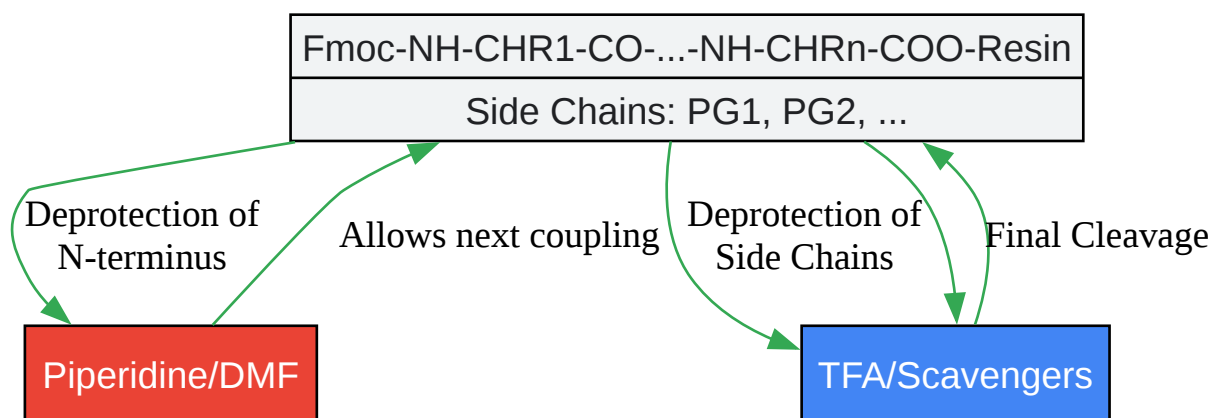 Fmoc-NH-CHR1-CO-...-NH-CHRn-COO-Resin
Side Chains: PG1, PG2, ...
Deprotection of
N-terminus
Allows next coupling
Deprotection of
Side Chains
Final Cleavage
Piperidine/DMF
TFA/Scavengers